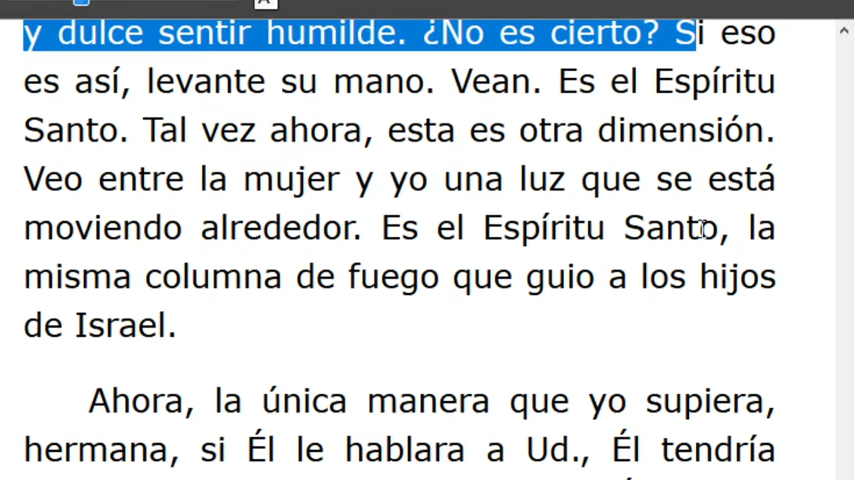 y dulce sentir humilde. ¿No es cierto? Si eso
es así, levante su mano. Vean. Es el Espíritu
Santo. Tal vez ahora, esta es otra dimensión.
Veo entre la mujer y yo una luz que se está
moviendo alrededor. Es el Espíritu Santo, la
misma columna de fuego que guio a los hijos
de Israel.
Ahora, la única manera que yo supiera,
hermana, si Él le hablara a Ud., Él tendría